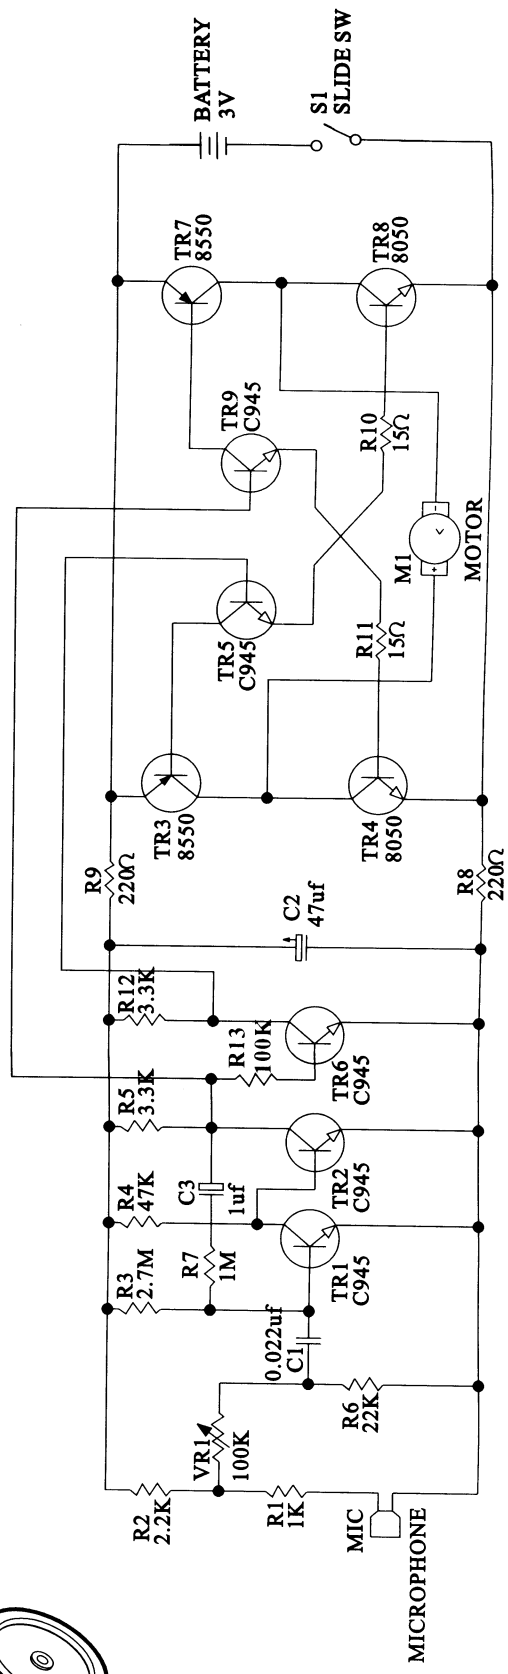 R2
2.2K
R1
1K
MIC
MICROPHONE
VR1
100K
0.022uf
C1
R6
22K
R3
2.7M
R7
1M
R4
47K
C3
1uf
TR1
C945
R5
3.3K
TR2
C945
R12
3.3K
R13
100K
TR6
C945
C2
47uf
R9
220Ω
R8
220Ω
TR3
8550
TR4
8050
TR5
C945
R11
15Ω
M1
+
-
MOTOR
TR9
C945
R10
15Ω
TR7
8550
TR8
8050
BATTERY
3V
S1
SLIDE SW